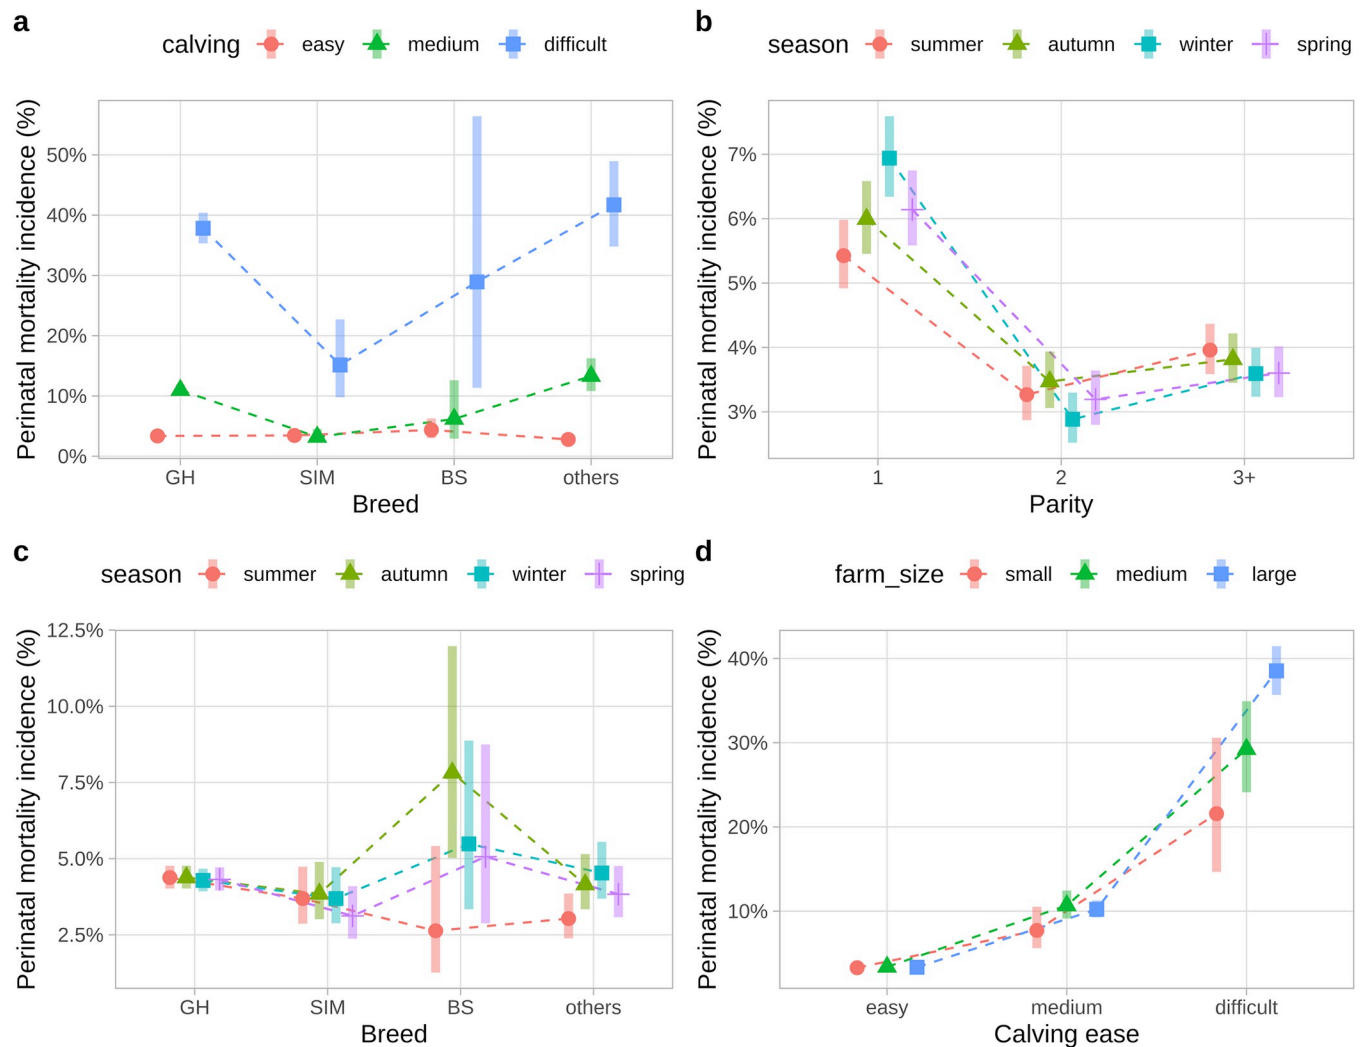 a
calving easy medium difficult
Perinatal mortality incidence (%)
50%
40%
30%
20%
10%
0%
GH SIM BS others
Breed
b
season summer autumn winter spring
Perinatal mortality incidence (%)
7%
6%
5%
4%
3%
1 2 3+
Parity
c
season summer autumn winter spring
Perinatal mortality incidence (%)
12.5%
10.0%
7.5%
5.0%
2.5%
GH SIM BS others
Breed
d
farm_size small medium large
Perinatal mortality incidence (%)
40%
30%
20%
10%
easy medium difficult
Calving ease